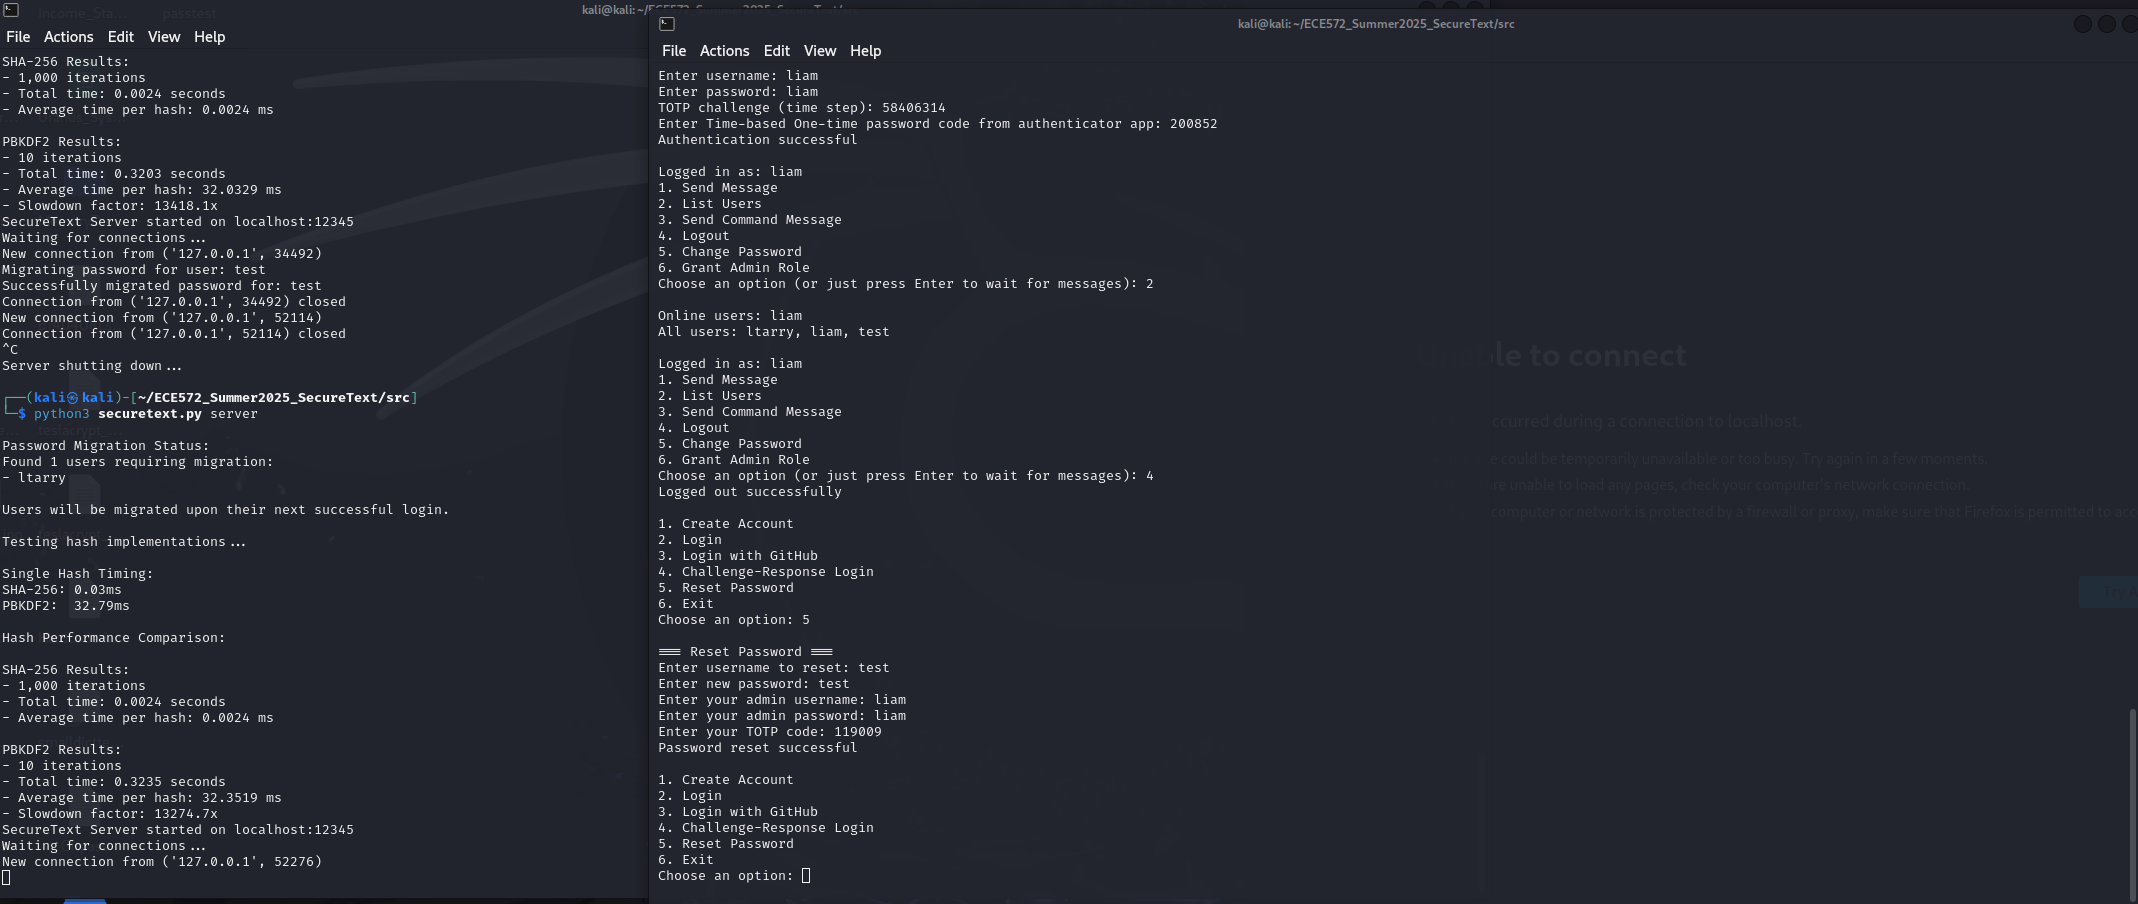 Income_Sta... passtest
kali@kali: ~/ECE572_Summer2025_SecureText/src
File Actions Edit View Help
SHA-256 Results:
- 1,000 iterations
- Total time: 0.0024 seconds
- Average time per hash: 0.0024 ms
PBKDF2 Results:
- 10 iterations
- Total time: 0.3203 seconds
- Average time per hash: 32.0329 ms
- Slowdown factor: 13418.1x
SecureText Server started on localhost:12345
Waiting for connections...
New connection from ('127.0.0.1', 34492)
Migrating password for user: test
Successfully migrated password for: test
Connection from ('127.0.0.1', 34492) closed
New connection from ('127.0.0.1', 52114)
Connection from ('127.0.0.1', 52114) closed
^C
Server shutting down...
┌──(kali㉿kali)-[~/ECE572_Summer2025_SecureText/src]
└─$ python3 securetext.py server
Password Migration Status:
Found 1 users requiring migration:
- ltarry
Users will be migrated upon their next successful login.
Testing hash implementations...
Single Hash Timing:
SHA-256: 0.03ms
PBKDF2:  32.79ms
Hash Performance Comparison:
SHA-256 Results:
- 1,000 iterations
- Total time: 0.0024 seconds
- Average time per hash: 0.0024 ms
PBKDF2 Results:
- 10 iterations
- Total time: 0.3235 seconds
- Average time per hash: 32.3519 ms
- Slowdown factor: 13274.7x
SecureText Server started on localhost:12345
Waiting for connections...
New connection from ('127.0.0.1', 52276)
kali@kali: ~/ECE572_Summer2025_SecureText/src
File Actions Edit View Help
Enter username: liam
Enter password: liam
TOTP challenge (time step): 58406314
Enter Time-based One-time password code from authenticator app: 200852
Authentication successful
Logged in as: liam
1. Send Message
2. List Users
3. Send Command Message
4. Logout
5. Change Password
6. Grant Admin Role
Choose an option (or just press Enter to wait for messages): 2
Online users: liam
All users: ltarry, liam, test
Logged in as: liam
1. Send Message
2. List Users
3. Send Command Message
4. Logout
5. Change Password
6. Grant Admin Role
Choose an option (or just press Enter to wait for messages): 4
Logged out successfully
1. Create Account
2. Login
3. Login with GitHub
4. Challenge-Response Login
5. Reset Password
6. Exit
Choose an option: 5
=== Reset Password ===
Enter username to reset: test
Enter new password: test
Enter your admin username: liam
Enter your admin password: liam
Enter your TOTP code: 119009
Password reset successful
1. Create Account
2. Login
3. Login with GitHub
4. Challenge-Response Login
5. Reset Password
6. Exit
Choose an option:
to connect
occurred during a connection to localhost.
could be temporarily unavailable or too busy. Try again in a few moments.
unable to load any pages, check your computer's network connection.
computer or network is protected by a firewall or proxy, make sure that Firefox is permitted to
Try